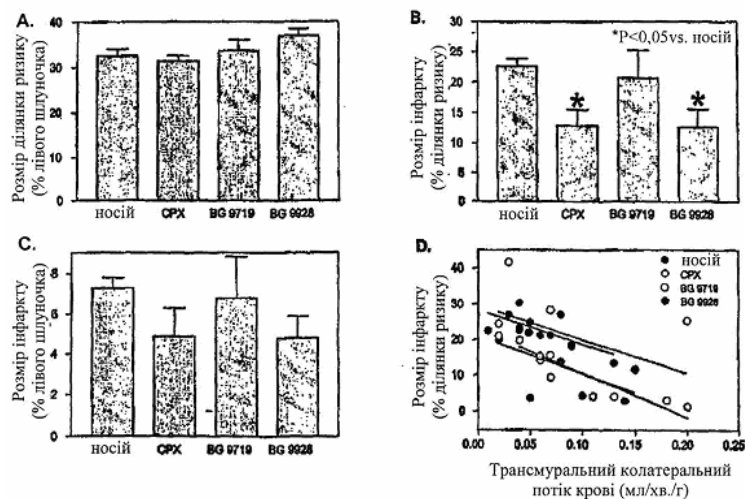 A.
Розмір ділянки ризику
(% лівого шлуночка)
40
30
20
10
0
носій CPX BG 9719 BG 9928
B.
*P<0,05vs. носій
Розмір інфаркту
(% ділянки ризику)
30
25
20
15
10
5
0
* *
носій CPX BG 9719 BG 9928
C.
Розмір інфаркту
(% лівого шлуночка)
8
6
4
2
0
носій CPX BG 9719 BG 9928
D.
носій
CPX
BG 9719
BG 9928
Розмір інфаркту
(% ділянки ризику)
40
30
20
10
0
0.00 0.05 0.10 0.15 0.20 0.25
Трансмуральний колатеральний
потік крові (мл/хв./г)